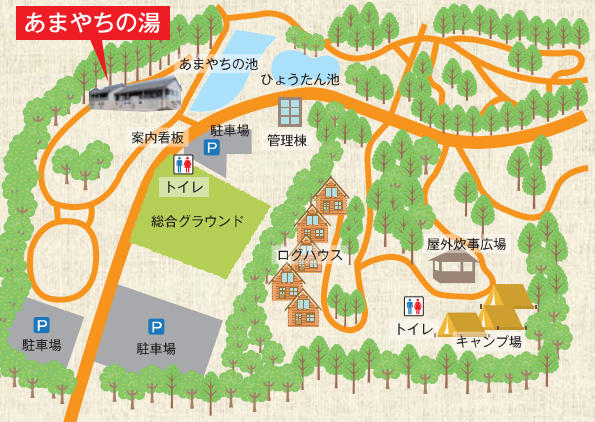 あまやちの湯
あまやちの池
ひょうたん池
案内看板
駐車場
P
管理棟
トイレ
総合グラウンド
ログハウス
屋外炊事広場
P
駐車場
P
駐車場
トイレ
キャンプ場